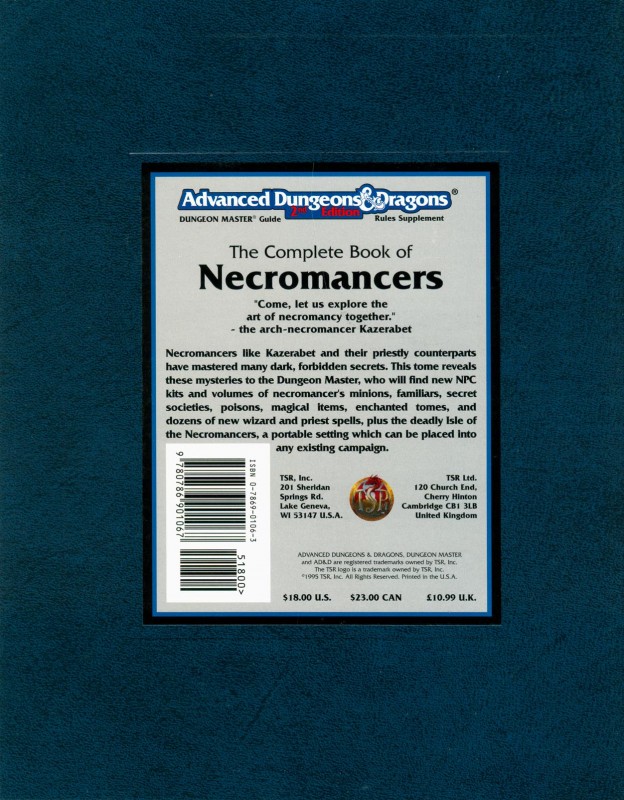 Advanced Dungeons & Dragons®
2nd Edition
DUNGEON MASTER® Guide Rules Supplement
The Complete Book of
Necromancers
"Come, let us explore the
art of necromancy together."
- the arch-necromancer Kazerabet
Necromancers like Kazerabet and their priestly counterparts
have mastered many dark, forbidden secrets. This tome reveals
these mysteries to the Dungeon Master, who will find new NPC
kits and volumes of necromancer's minions, familiars, secret
societies, poisons, magical items, enchanted tomes, and
dozens of new wizard and priest spells, plus the deadly Isle of
the Necromancers, a portable setting which can be placed into
any existing campaign.
ISBN 0-7869-0106-3
9 780786 901067
51800>
TSR, Inc.
201 Sheridan
Springs Rd.
Lake Geneva,
WI 53147 U.S.A.
TSR
TSR Ltd.
120 Church End,
Cherry Hinton
Cambridge CB1 3LB
United Kingdom
ADVANCED DUNGEONS & DRAGONS, DUNGEON MASTER
and AD&D are registered trademarks owned by TSR, Inc.
The TSR logo is a trademark owned by TSR, Inc.
©1995 TSR, Inc. All Rights Reserved. Printed in the U.S.A.
$18.00 U.S. $23.00 CAN £10.99 U.K.